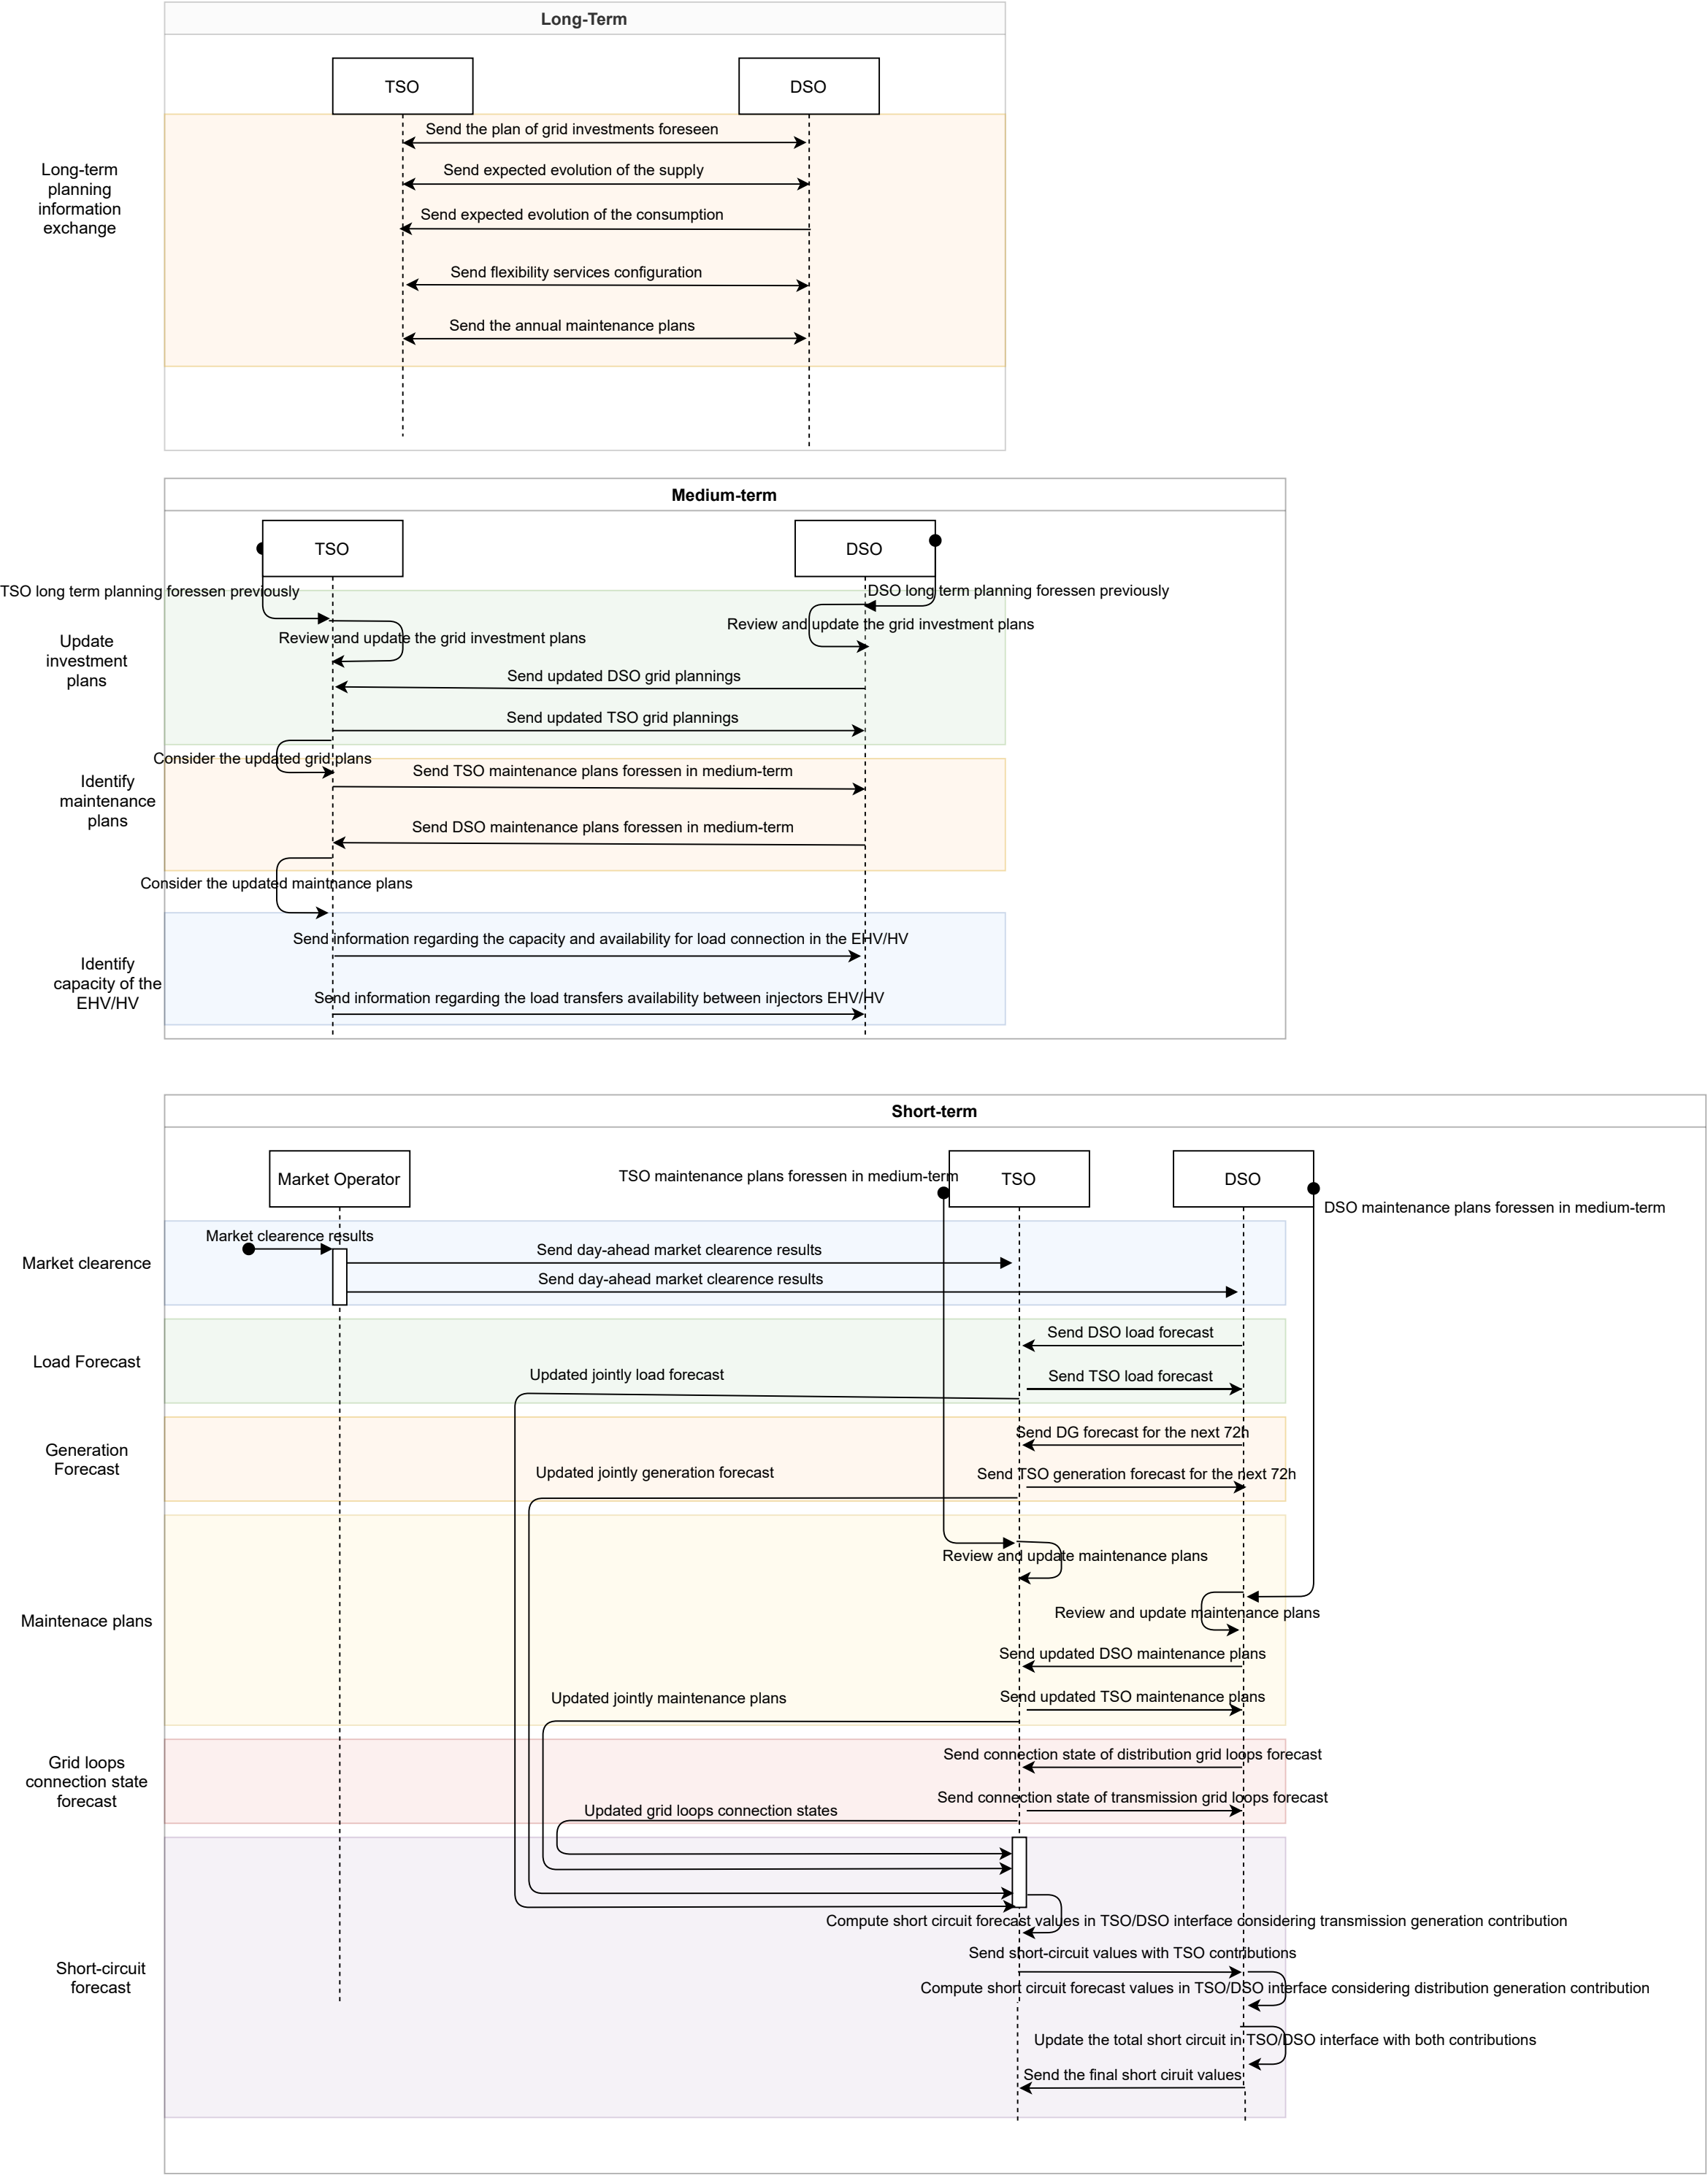 Long-Term
TSO
DSO
Send the plan of grid investments foreseen
Send expected evolution of the supply
Send expected evolution of the consumption
Send flexibility services configuration
Send the annual maintenance plans
Long-term
planning
information
exchange
Medium-term
TSO
DSO
TSO long term planning foressen previously
DSO long term planning foressen previously
Review and update the grid investment plans
Review and update the grid investment plans
Update
investment
plans
Send updated DSO grid plannings
Send updated TSO grid plannings
Consider the updated grid plans
Identify
maintenance
plans
Send TSO maintenance plans foressen in medium-term
Send DSO maintenance plans foressen in medium-term
Consider the updated maintnance plans
Identify
capacity of the
EHV/HV
Send information regarding the capacity and availability for load connection in the EHV/HV
Send information regarding the load transfers availability between injectors EHV/HV
Short-term
Market Operator
TSO maintenance plans foressen in medium-term
TSO
DSO
DSO maintenance plans foressen in medium-term
Market clearence
Market clearence results
Send day-ahead market clearence results
Send day-ahead market clearence results
Load Forecast
Send DSO load forecast
Send TSO load forecast
Updated jointly load forecast
Generation
Forecast
Send DG forecast for the next 72h
Send TSO generation forecast for the next 72h
Updated jointly generation forecast
Maintenace plans
Review and update maintenance plans
Review and update maintenance plans
Send updated DSO maintenance plans
Send updated TSO maintenance plans
Updated jointly maintenance plans
Grid loops
connection state
forecast
Send connection state of distribution grid loops forecast
Send connection state of transmission grid loops forecast
Updated grid loops connection states
Short-circuit
forecast
Compute short circuit forecast values in TSO/DSO interface considering transmission generation contribution
Send short-circuit values with TSO contributions
Compute short circuit forecast values in TSO/DSO interface considering distribution generation contribution
Update the total short circuit in TSO/DSO interface with both contributions
Send the final short ciruit values